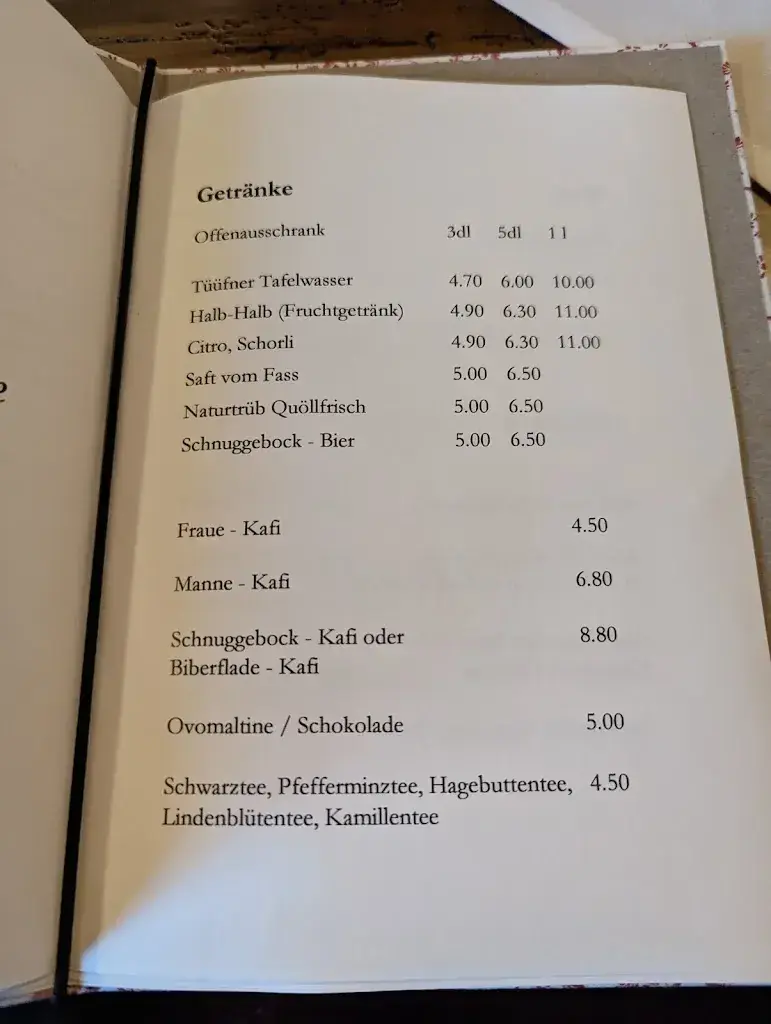 Getränke
Offenausschrank 3dl 5dl 1 l
Tüüfner Tafelwasser 4.70 6.00 10.00
Halb-Halb (Fruchtgetränk) 4.90 6.30 11.00
Citro, Schorli 4.90 6.30 11.00
Saft vom Fass 5.00 6.50
Naturtrüb Quöllfrisch 5.00 6.50
Schnuggebock - Bier 5.00 6.50
Fraue - Kafi 4.50
Manne - Kafi 6.80
Schnuggebock - Kafi oder 8.80
Biberflade - Kafi
Ovomaltine / Schokolade 5.00
Schwarztee, Pfefferminztee, Hagebuttentee, 4.50
Lindenblütentee, Kamillentee